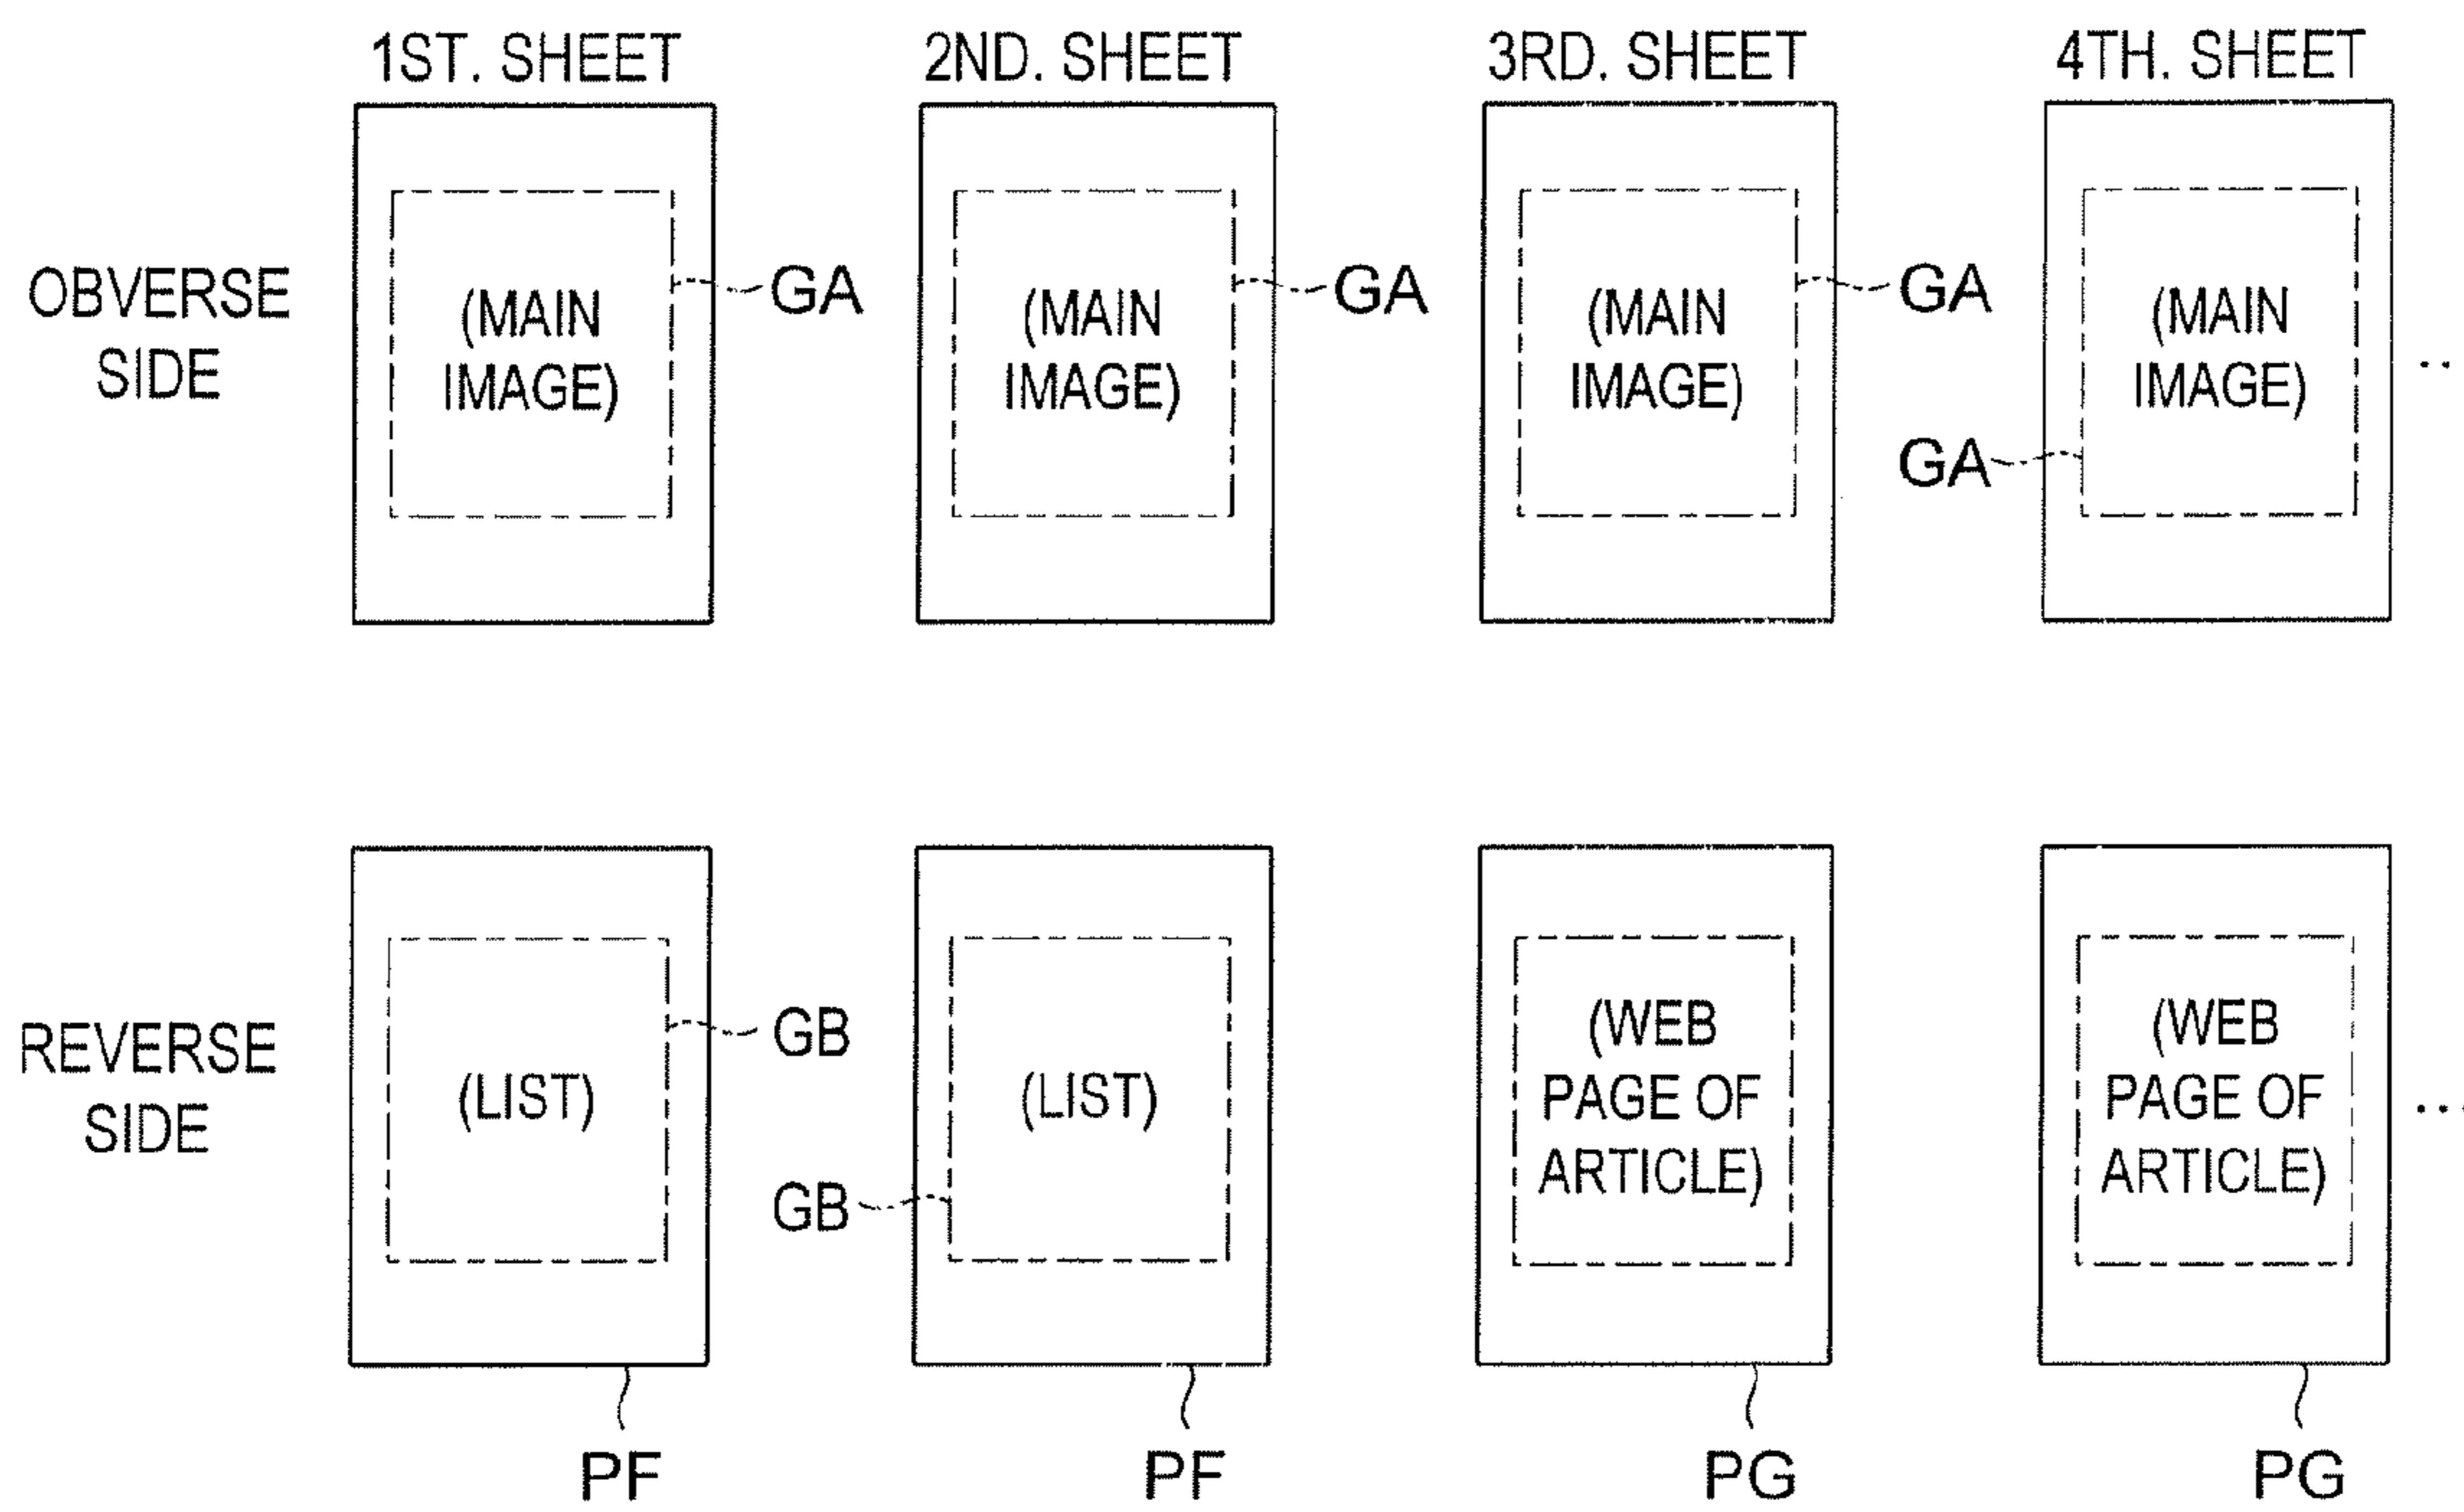 1ST. SHEET
2ND. SHEET
3RD. SHEET
4TH. SHEET
OBVERSE
SIDE
(MAIN
IMAGE)
GA
(MAIN
IMAGE)
GA
(MAIN
IMAGE)
GA
(MAIN
IMAGE)
GA
...
REVERSE
SIDE
(LIST)
GB
(LIST)
GB
(WEB
PAGE OF
ARTICLE)
(WEB
PAGE OF
ARTICLE)
...
PF
PF
PG
PG